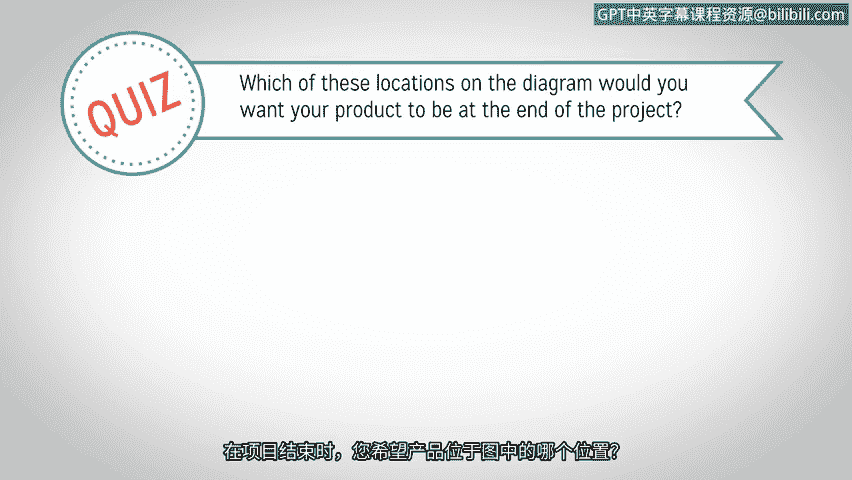 GPT中英字幕课程资源@bilibili.com
QUIZ
Which of these locations on the diagram would you
want your product to be at the end of the project?
在项目结束时，您希望产品位于图中的哪个位置？